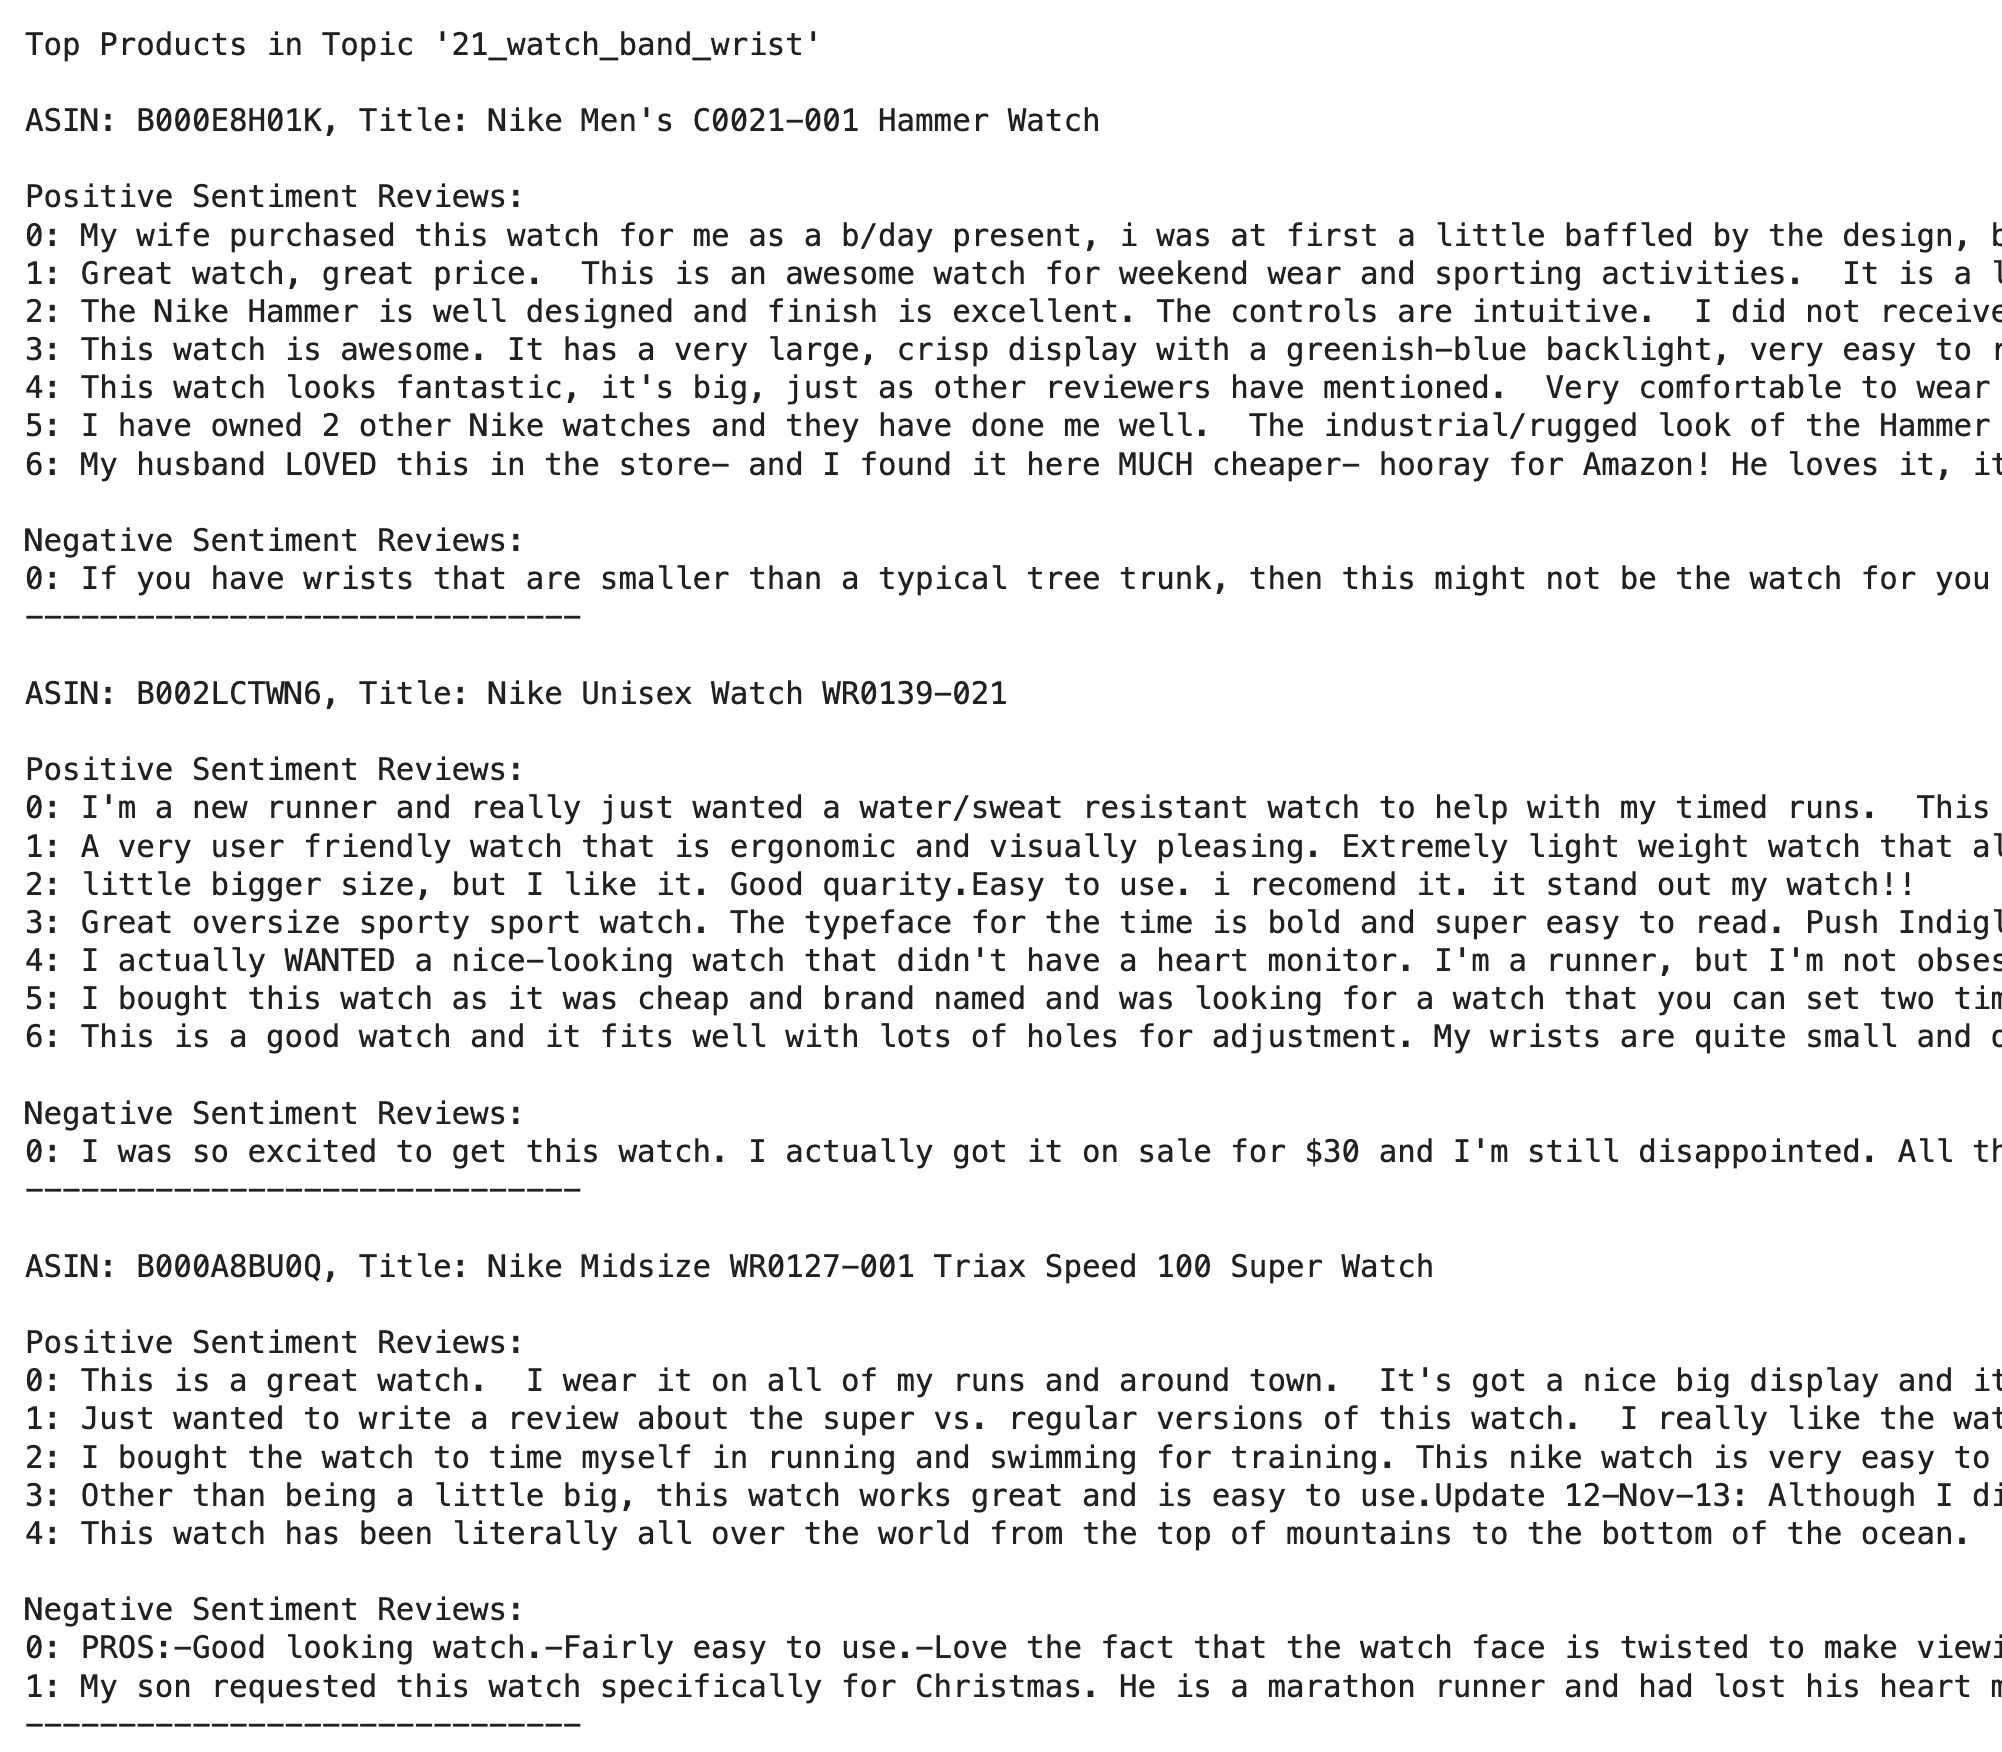 Top Products in Topic '21_watch_band_wrist'
ASIN: B000E8H01K, Title: Nike Men's C0021-001 Hammer Watch
Positive Sentiment Reviews:
0: My wife purchased this watch for me as a b/day present, i was at first a little baffled by the design,
1: Great watch, great price.  This is an awesome watch for weekend wear and sporting activities.  It is a
2: The Nike Hammer is well designed and finish is excellent. The controls are intuitive.  I did not receive
3: This watch is awesome. It has a very large, crisp display with a greenish-blue backlight, very easy to
4: This watch looks fantastic, it's big, just as other reviewers have mentioned.  Very comfortable to wear
5: I have owned 2 other Nike watches and they have done me well.  The industrial/rugged look of the Hammer
6: My husband LOVED this in the store- and I found it here MUCH cheaper- hooray for Amazon! He loves it, it
Negative Sentiment Reviews:
0: If you have wrists that are smaller than a typical tree trunk, then this might not be the watch for you
------------------------------
ASIN: B002LCTWN6, Title: Nike Unisex Watch WR0139-021
Positive Sentiment Reviews:
0: I'm a new runner and really just wanted a water/sweat resistant watch to help with my timed runs.  This
1: A very user friendly watch that is ergonomic and visually pleasing. Extremely light weight watch that al
2: little bigger size, but I like it. Good quarity.Easy to use. i recomend it. it stand out my watch!!
3: Great oversize sporty sport watch. The typeface for the time is bold and super easy to read. Push Indigl
4: I actually WANTED a nice-looking watch that didn't have a heart monitor. I'm a runner, but I'm not obses
5: I bought this watch as it was cheap and brand named and was looking for a watch that you can set two tim
6: This is a good watch and it fits well with lots of holes for adjustment. My wrists are quite small and
Negative Sentiment Reviews:
0: I was so excited to get this watch. I actually got it on sale for $30 and I'm still disappointed. All th
------------------------------
ASIN: B000A8BU0Q, Title: Nike Midsize WR0127-001 Triax Speed 100 Super Watch
Positive Sentiment Reviews:
0: This is a great watch.  I wear it on all of my runs and around town.  It's got a nice big display and it
1: Just wanted to write a review about the super vs. regular versions of this watch.  I really like the wat
2: I bought the watch to time myself in running and swimming for training. This nike watch is very easy to
3: Other than being a little big, this watch works great and is easy to use.Update 12-Nov-13: Although I di
4: This watch has been literally all over the world from the top of mountains to the bottom of the ocean.
Negative Sentiment Reviews:
0: PROS:-Good looking watch.-Fairly easy to use.-Love the fact that the watch face is twisted to make viewi
1: My son requested this watch specifically for Christmas. He is a marathon runner and had lost his heart
------------------------------